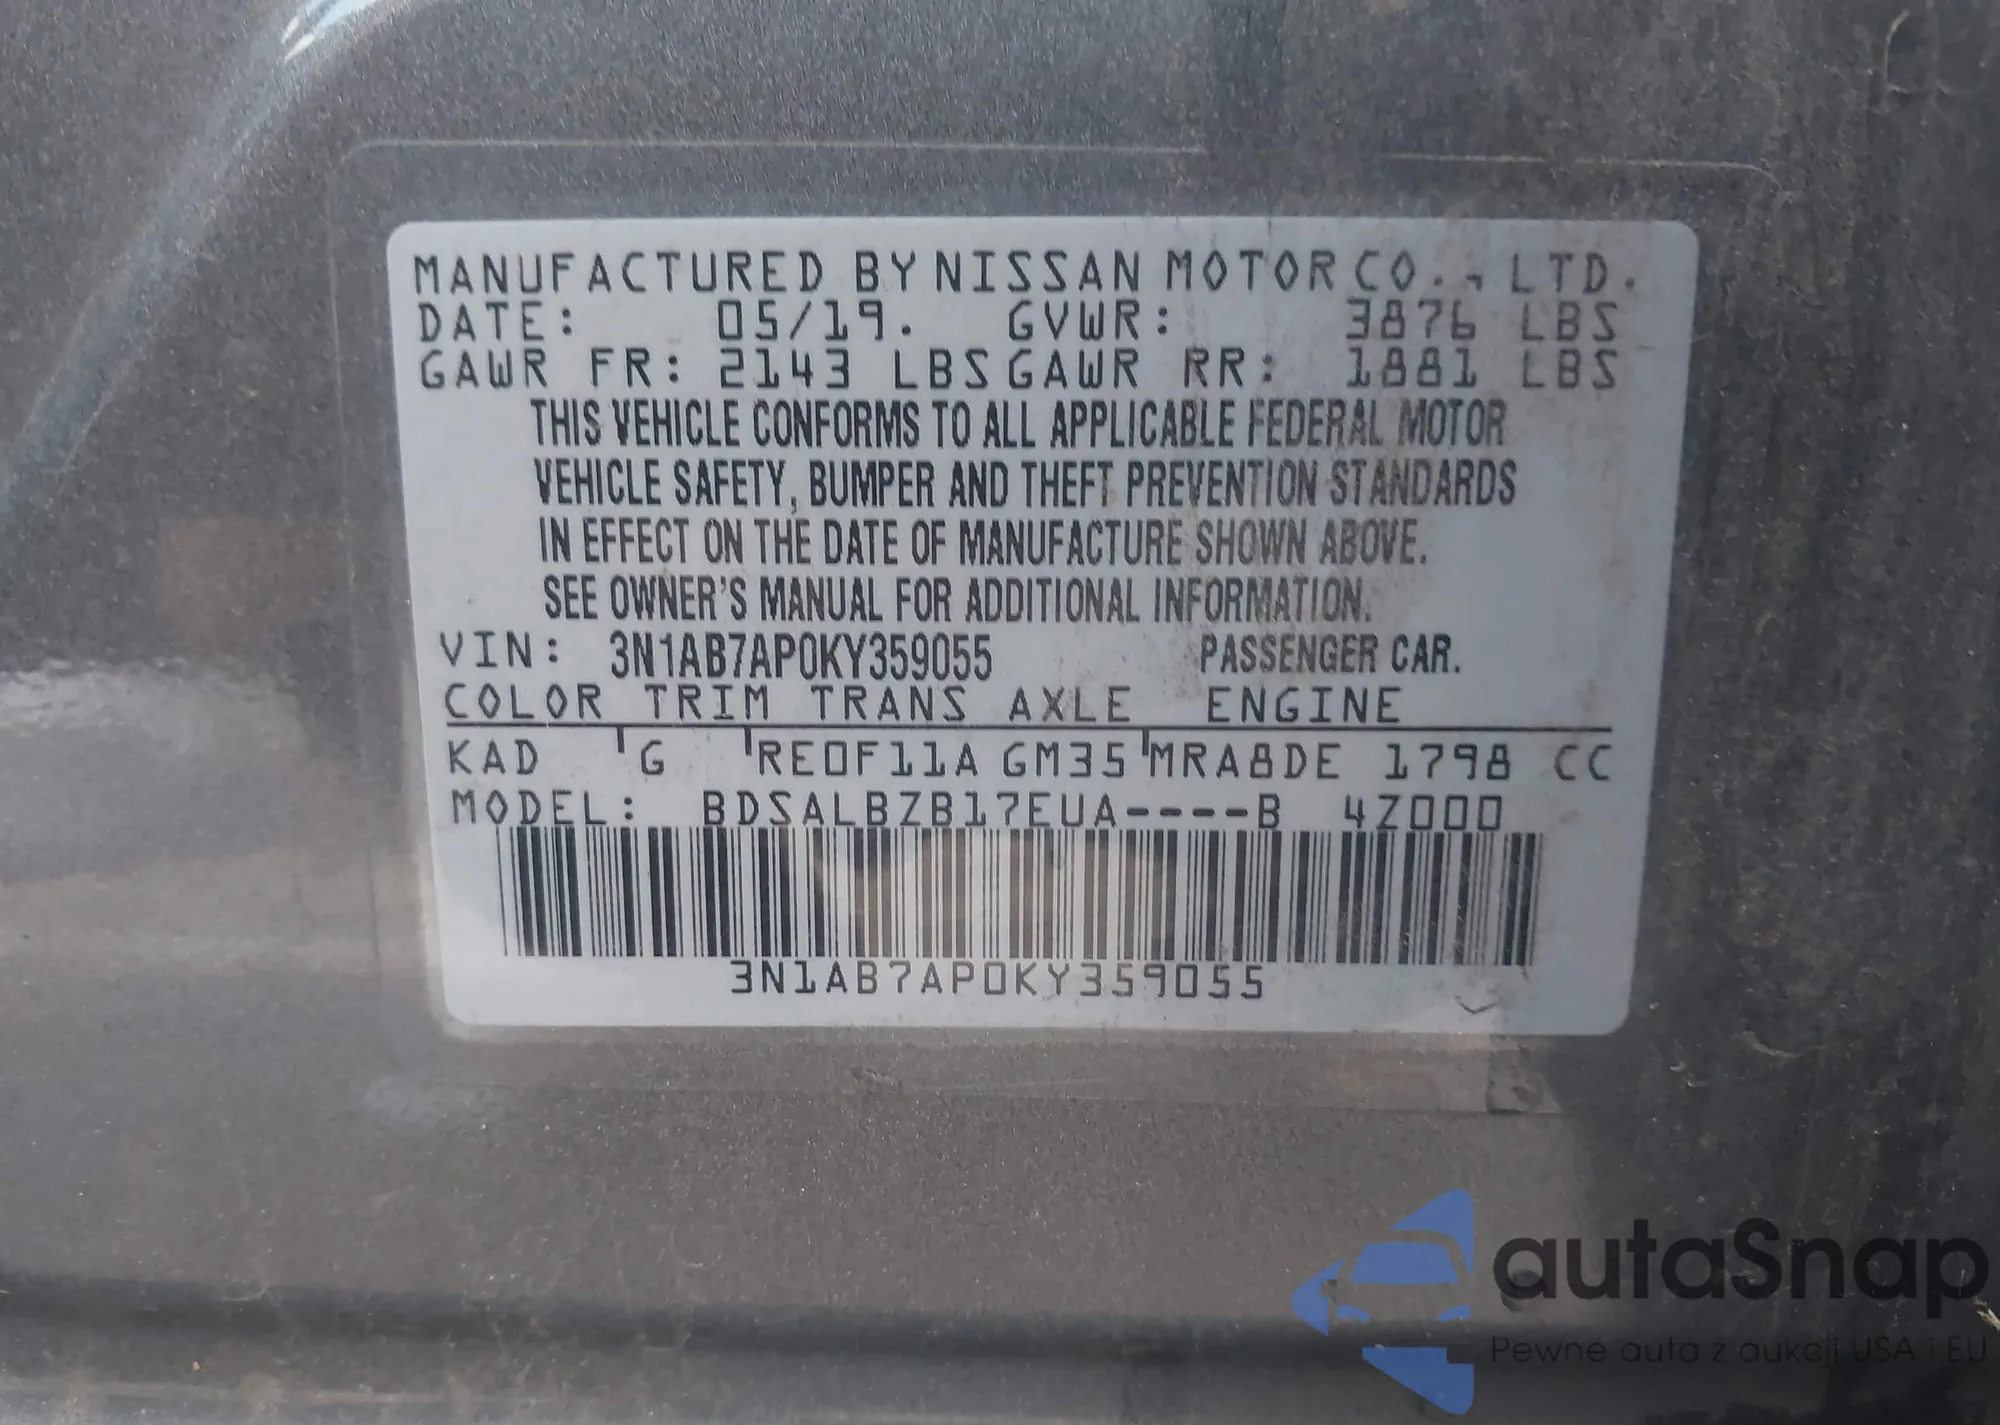 MANUFACTURED BY NISSAN MOTOR CO., LTD.
DATE: 05/19. GVWR: 3876 LBS
GAWR FR: 2143 LBS GAWR RR: 1881 LBS
THIS VEHICLE CONFORMS TO ALL APPLICABLE FEDERAL MOTOR
VEHICLE SAFETY, BUMPER AND THEFT PREVENTION STANDARDS
IN EFFECT ON THE DATE OF MANUFACTURE SHOWN ABOVE.
SEE OWNER'S MANUAL FOR ADDITIONAL INFORMATION.
VIN: 3N1AB7AP0KY359055 PASSENGER CAR.
COLOR TRIM TRANS AXLE ENGINE
KAD G RE0F11A GM35 MRA8DE 1798 CC
MODEL: BDSALBZB17EUA----B 4Z000
3N1AB7AP0KY359055
autaSnap
Pewne auta z aukcji USA i EU